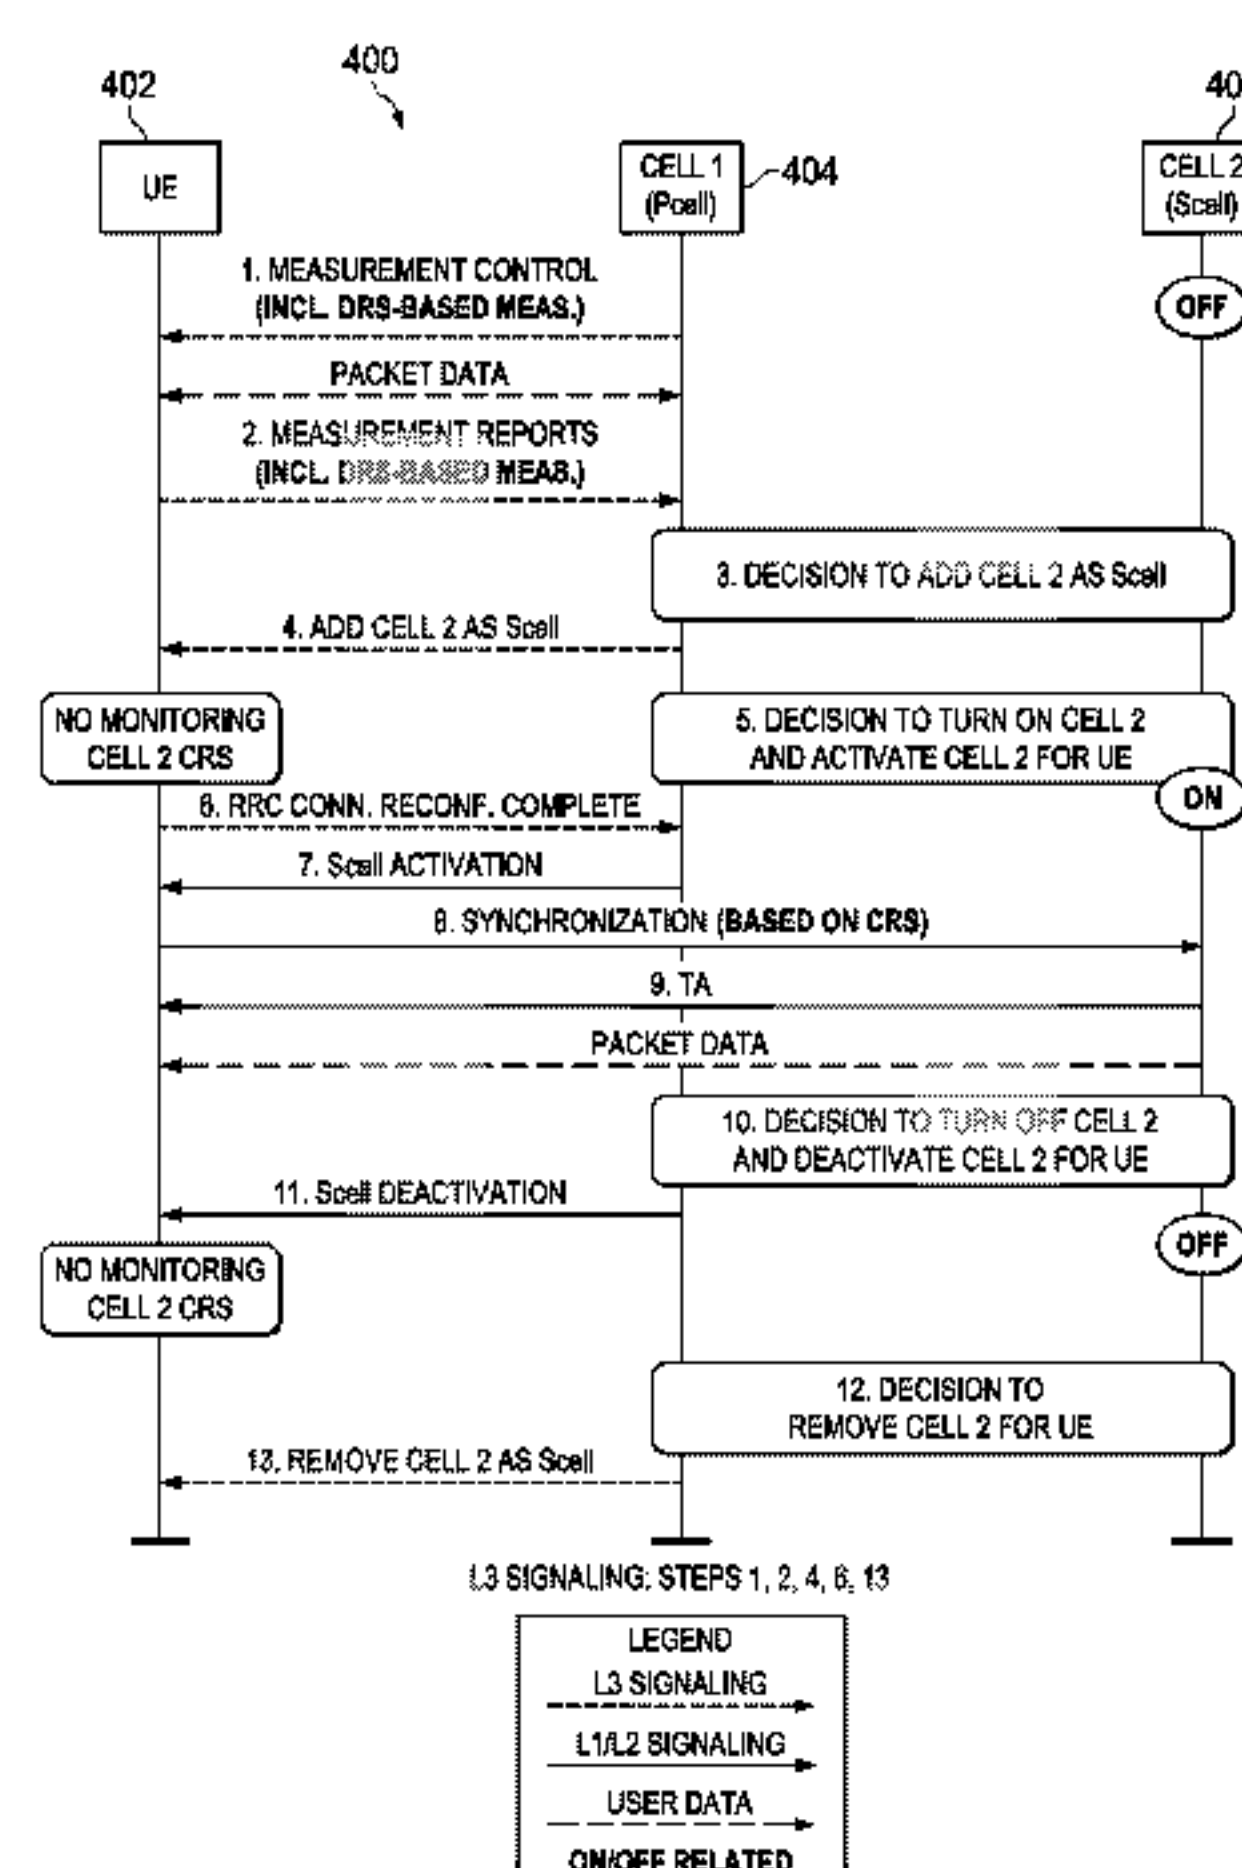 400
402
40
UE
CELL 1
(Pcell)
404
CELL 2
(Scell)
1. MEASUREMENT CONTROL
(INCL. DRS-BASED MEAS.)
OFF
PACKET DATA
2. MEASUREMENT REPORTS
(INCL. DRS-BASED MEAS.)
3. DECISION TO ADD CELL 2 AS Scell
4. ADD CELL 2 AS Scell
NO MONITORING
CELL 2 CRS
5. DECISION TO TURN ON CELL 2
AND ACTIVATE CELL 2 FOR UE
ON
6. RRC CONN. RECONF. COMPLETE
7. Scell ACTIVATION
8. SYNCHRONIZATION (BASED ON CRS)
9. TA
PACKET DATA
10. DECISION TO TURN OFF CELL 2
AND DEACTIVATE CELL 2 FOR UE
11. Scell DEACTIVATION
OFF
NO MONITORING
CELL 2 CRS
12. DECISION TO
REMOVE CELL 2 FOR UE
13. REMOVE CELL 2 AS Scell
L3 SIGNALING: STEPS 1, 2, 4, 6, 13
LEGEND
L3 SIGNALING
L1/L2 SIGNALING
USER DATA
ON/OFF RELATED